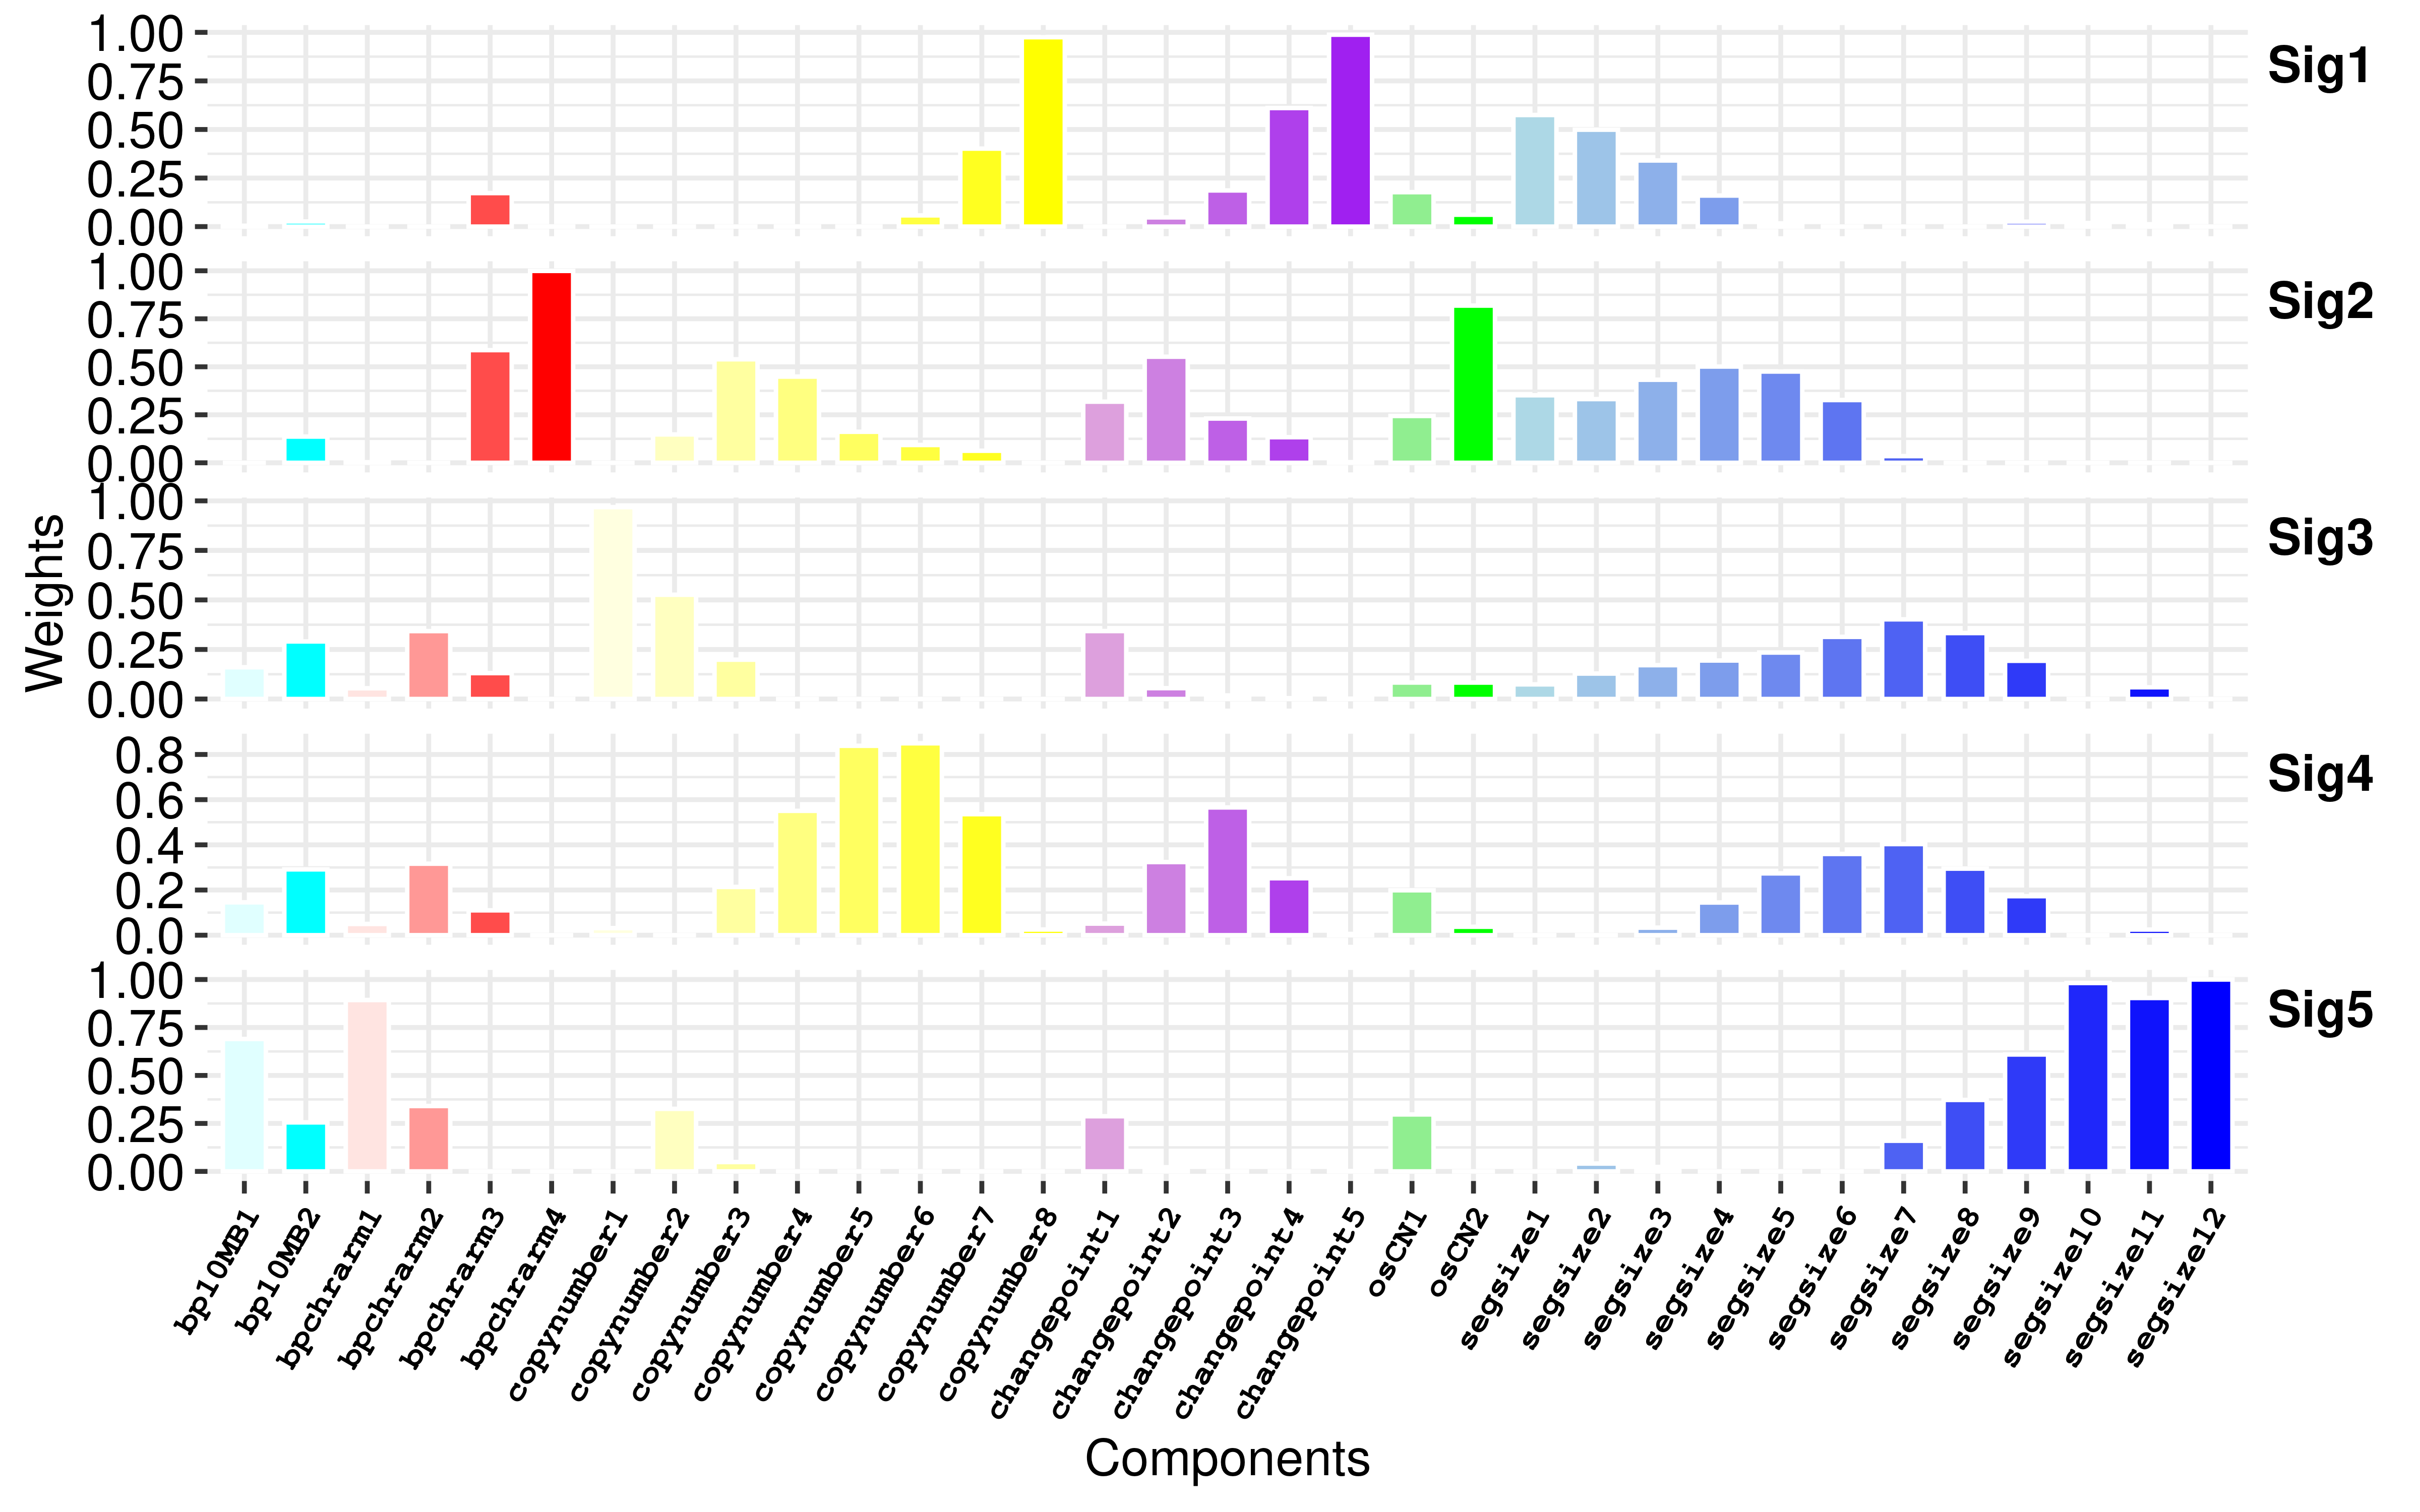 1.00
0.75
0.50
0.25
0.00
Sig1
1.00
0.75
0.50
0.25
0.00
Sig2
1.00
0.75
0.50
0.25
0.00
Sig3
0.8
0.6
0.4
0.2
0.0
Sig4
1.00
0.75
0.50
0.25
0.00
Sig5
Weights
bp10MB1
bp10MB2
bpchrarm1
bpchrarm2
bpchrarm3
bpchrarm4
copynumber1
copynumber2
copynumber3
copynumber4
copynumber5
copynumber6
copynumber7
copynumber8
changepoint1
changepoint2
changepoint3
changepoint4
changepoint5
osCN1
osCN2
segsize1
segsize2
segsize3
segsize4
segsize5
segsize6
segsize7
segsize8
segsize9
segsize10
segsize11
segsize12
Components